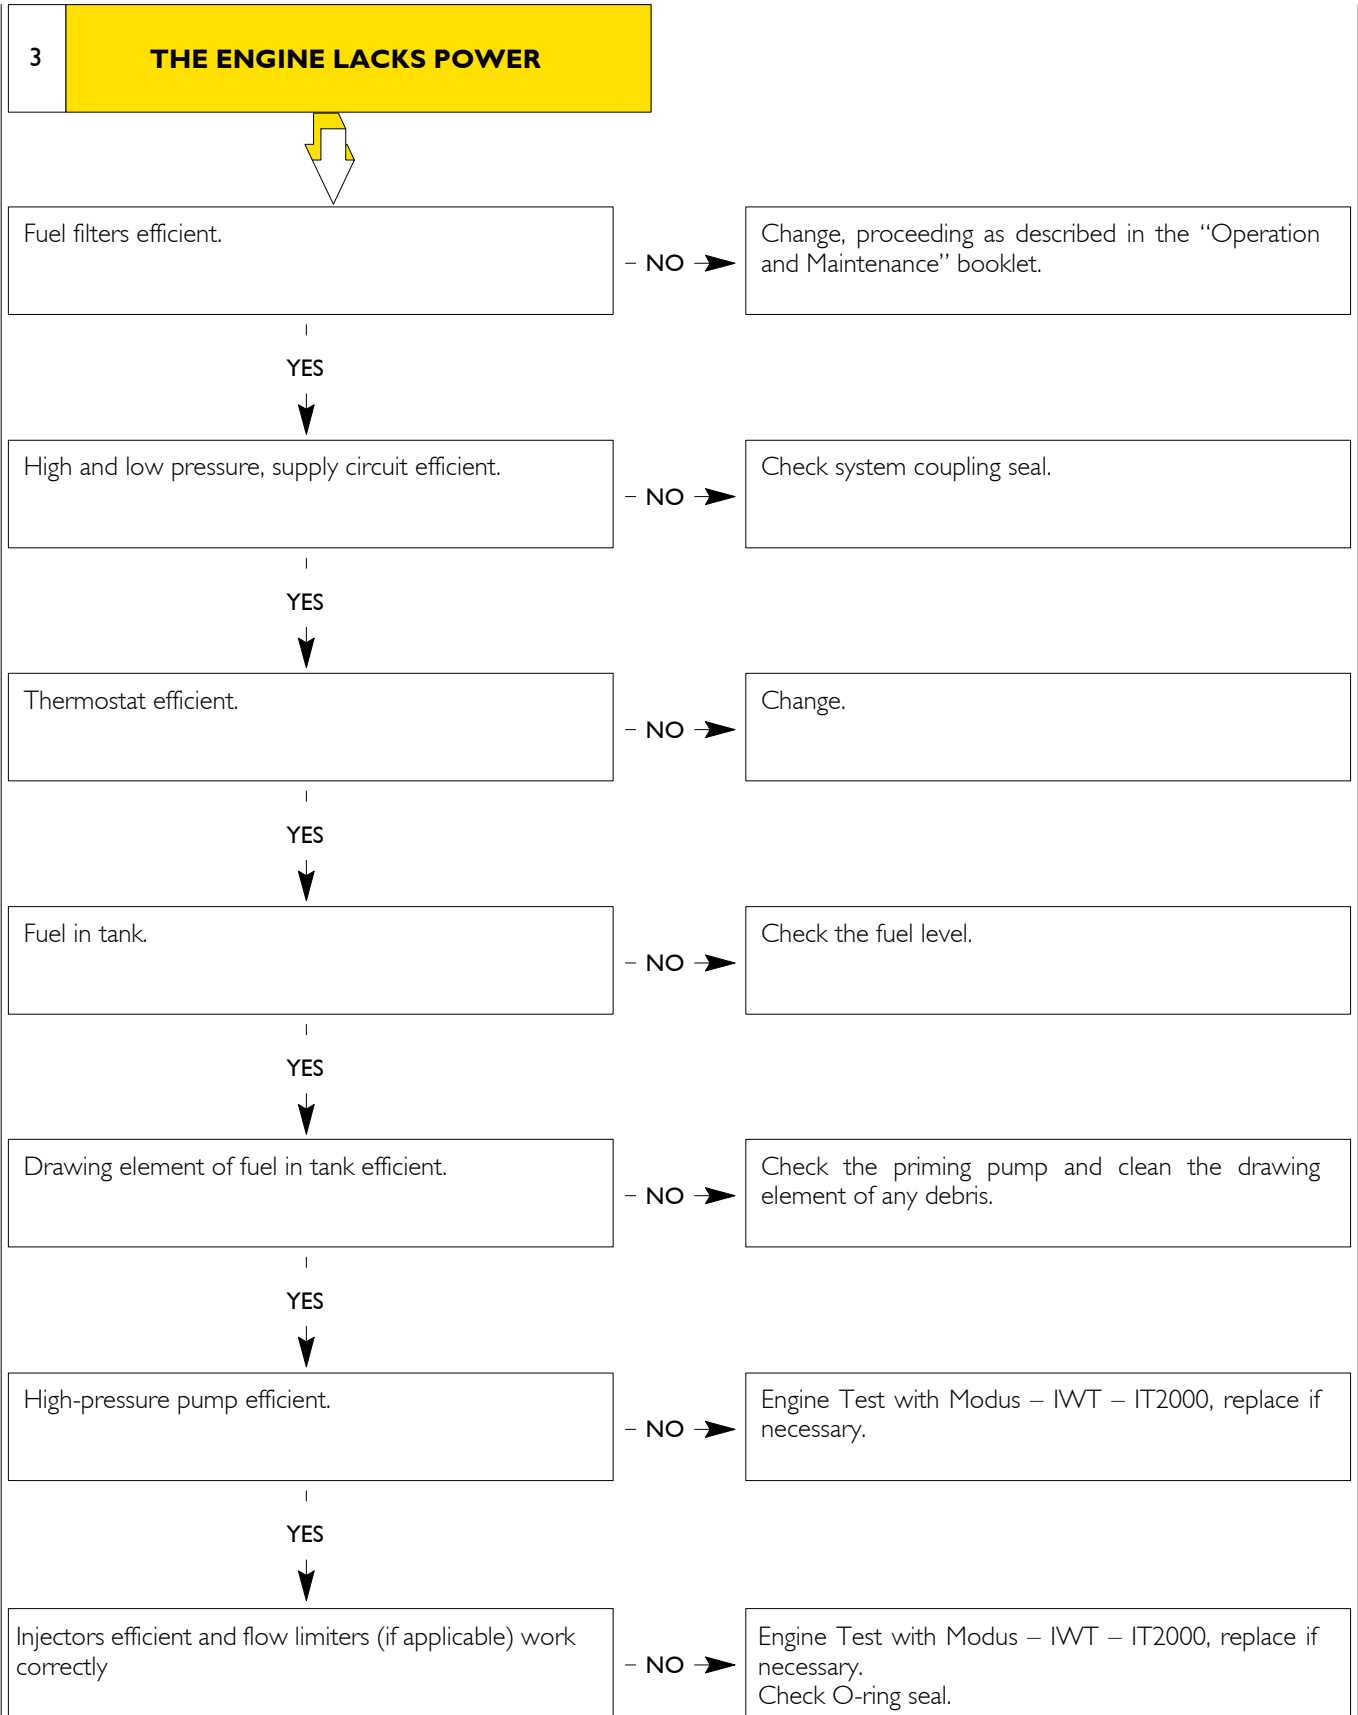 3
THE ENGINE LACKS POWER
Fuel filters efficient.
– NO
Change, proceeding as described in the “Operation
and Maintenance” booklet.
YES
High and low pressure, supply circuit efficient.
– NO
Check system coupling seal.
YES
Thermostat efficient.
– NO
Change.
YES
Fuel in tank.
– NO
Check the fuel level.
YES
Drawing element of fuel in tank efficient.
– NO
Check the priming pump and clean the drawing
element of any debris.
YES
High-pressure pump efficient.
– NO
Engine Test with Modus – IWT – IT2000, replace if
necessary.
YES
Injectors efficient and flow limiters (if applicable) work
correctly
– NO
Engine Test with Modus – IWT – IT2000, replace if
necessary.
Check O-ring seal.